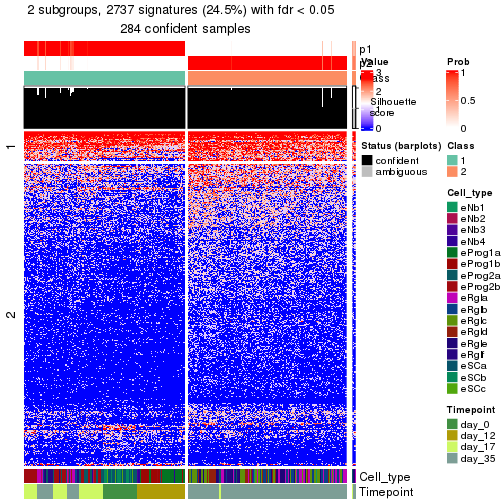 2 subgroups, 2737 signatures (24.5%) with fdr < 0.05
284 confident samples
p1
p2
Class
Silhouette
score
1
2
Cell_type
Timepoint
Value
3
2
1
0
Prob
1
0.5
0
Status (barplots)
confident
ambiguous
Class
1
2
Cell_type
eNb1
eNb2
eNb3
eNb4
eProg1a
eProg1b
eProg2a
eProg2b
eRgla
eRglb
eRglc
eRgld
eRgle
eRglf
eSCa
eSCb
eSCc
Timepoint
day_0
day_12
day_17
day_35